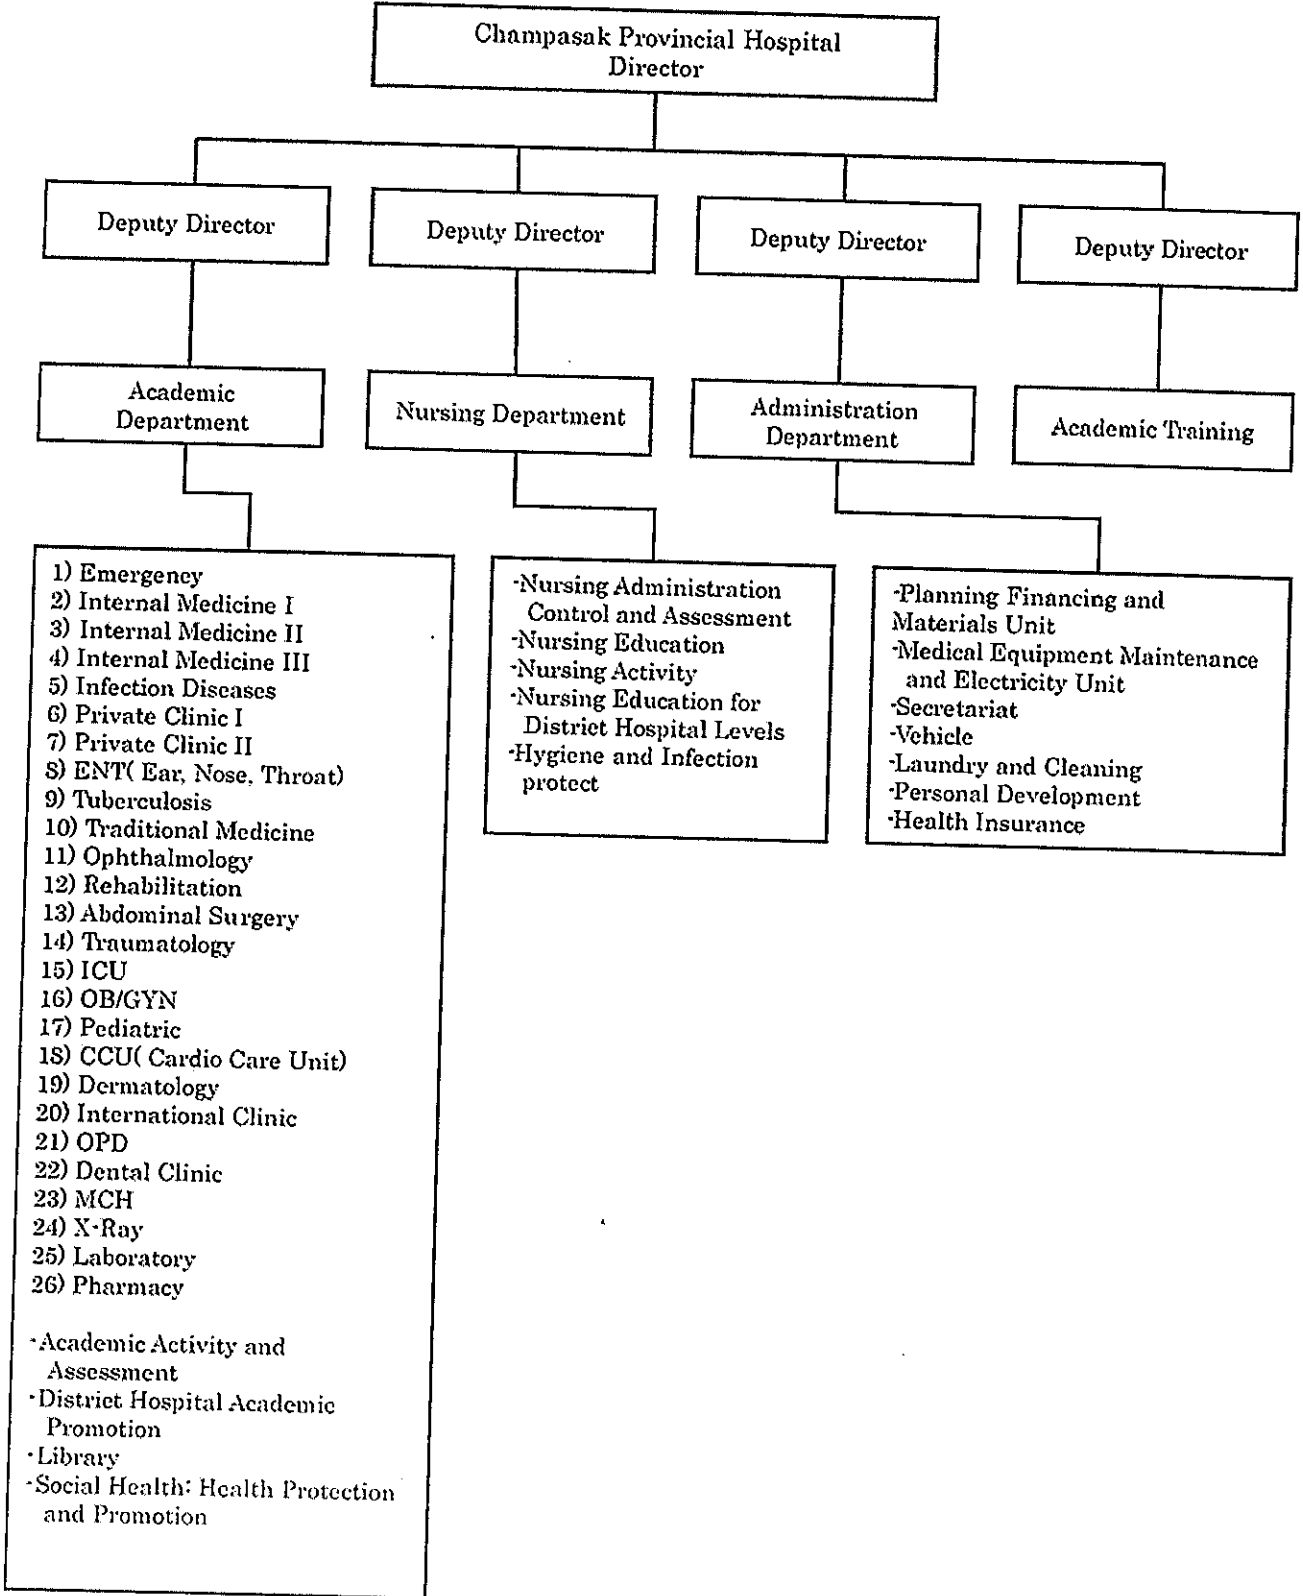 Champasak Provincial Hospital
Director
Deputy Director
Deputy Director
Deputy Director
Deputy Director
Academic
Department
Nursing Department
Administration
Department
Academic Training
1) Emergency
2) Internal Medicine I
3) Internal Medicine II
4) Internal Medicine III
5) Infection Diseases
6) Private Clinic I
7) Private Clinic II
8) ENT( Ear, Nose, Throat)
9) Tuberculosis
10) Traditional Medicine
11) Ophthalmology
12) Rehabilitation
13) Abdominal Surgery
14) Traumatology
15) ICU
16) OB/GYN
17) Pediatric
18) CCU( Cardio Care Unit)
19) Dermatology
20) International Clinic
21) OPD
22) Dental Clinic
23) MCH
24) X-Ray
25) Laboratory
26) Pharmacy
-Academic Activity and
Assessment
-District Hospital Academic
Promotion
-Library
-Social Health: Health Protection
and Promotion
-Nursing Administration
Control and Assessment
-Nursing Education
-Nursing Activity
-Nursing Education for
District Hospital Levels
-Hygiene and Infection
protect
-Planning Financing and
Materials Unit
-Medical Equipment Maintenance
and Electricity Unit
-Secretariat
-Vehicle
-Laundry and Cleaning
-Personal Development
-Health Insurance